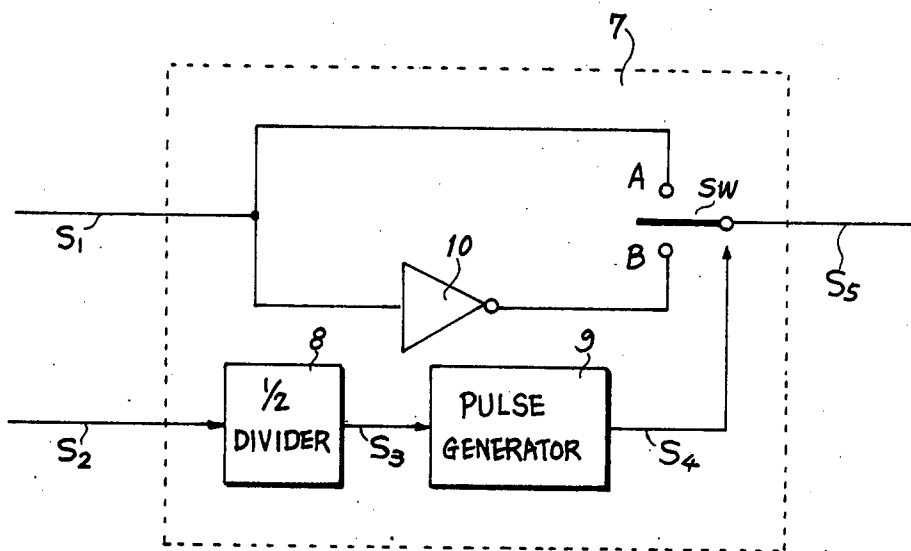 7
A
SW
S1
10
B
S5
8
9
1/2
DIVIDER
PULSE
GENERATOR
S2
S3
S4